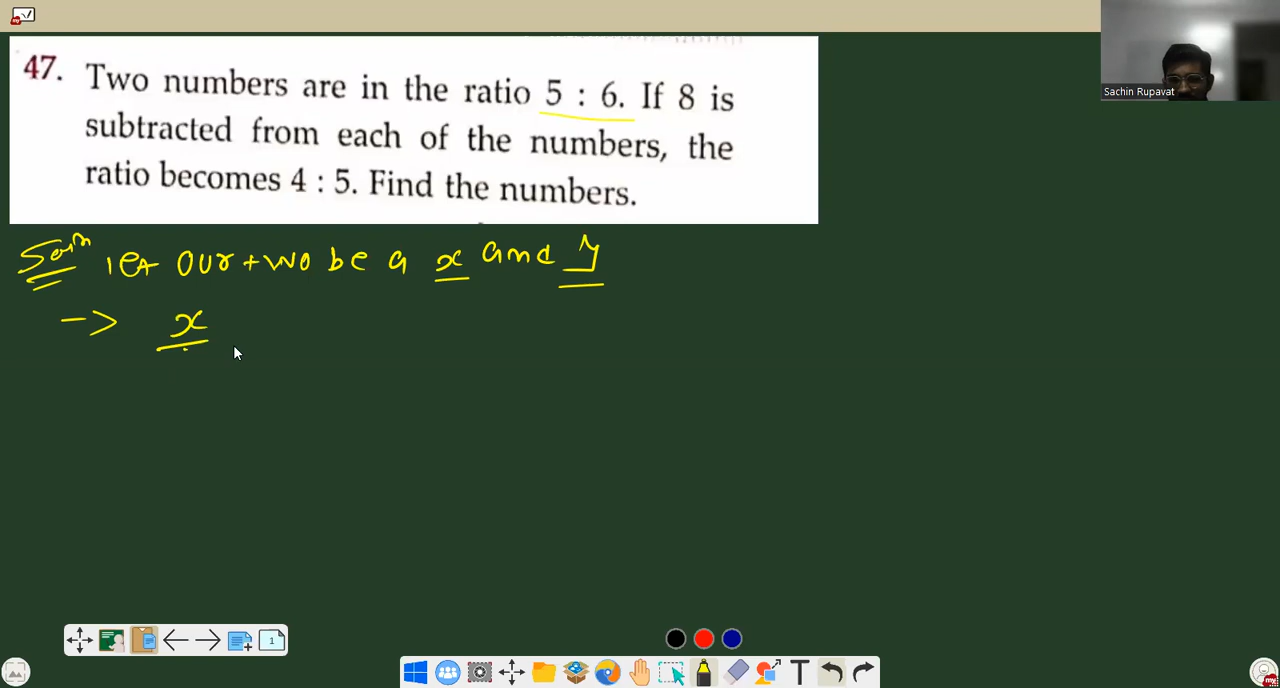 Sachin Rupavat
47. Two numbers are in the ratio 5 : 6. If 8 is
subtracted from each of the numbers, the
ratio becomes 4 : 5. Find the numbers.
Soln let our two be a x and y
-> x
1